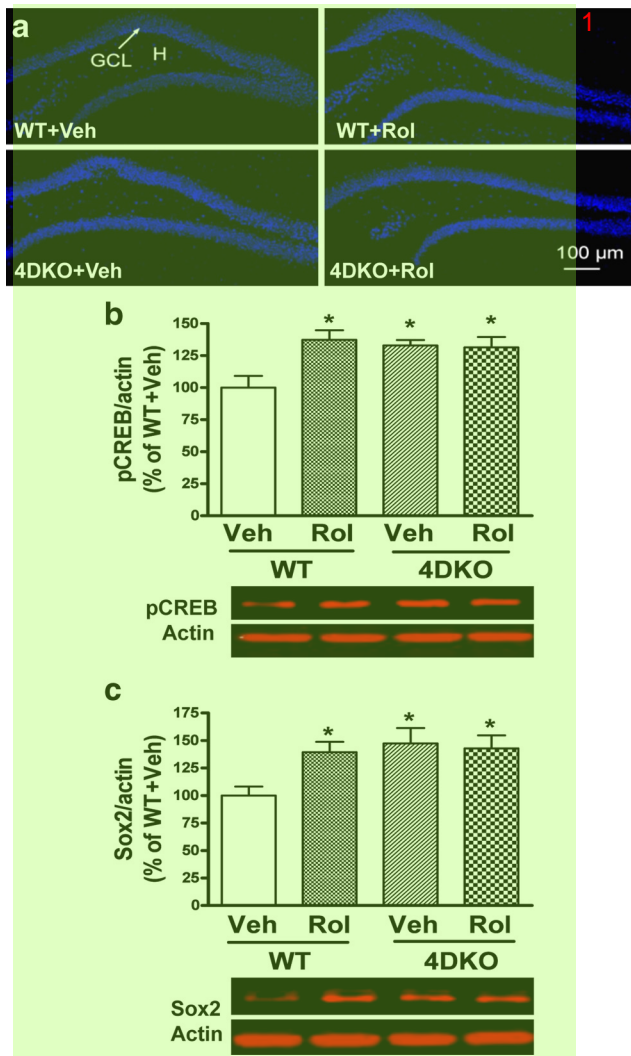 a
1
GCL
H
WT+Veh
WT+Rol
4DKO+Veh
4DKO+Rol
100 µm
b
pCREB/actin
(% of WT+Veh)
150
125
100
75
50
25
0
*
*
*
Veh
Rol
Veh
Rol
WT
4DKO
pCREB
Actin
c
Sox2/actin
(% of WT+Veh)
175
150
125
100
75
50
25
0
*
*
*
Veh
Rol
Veh
Rol
WT
4DKO
Sox2
Actin